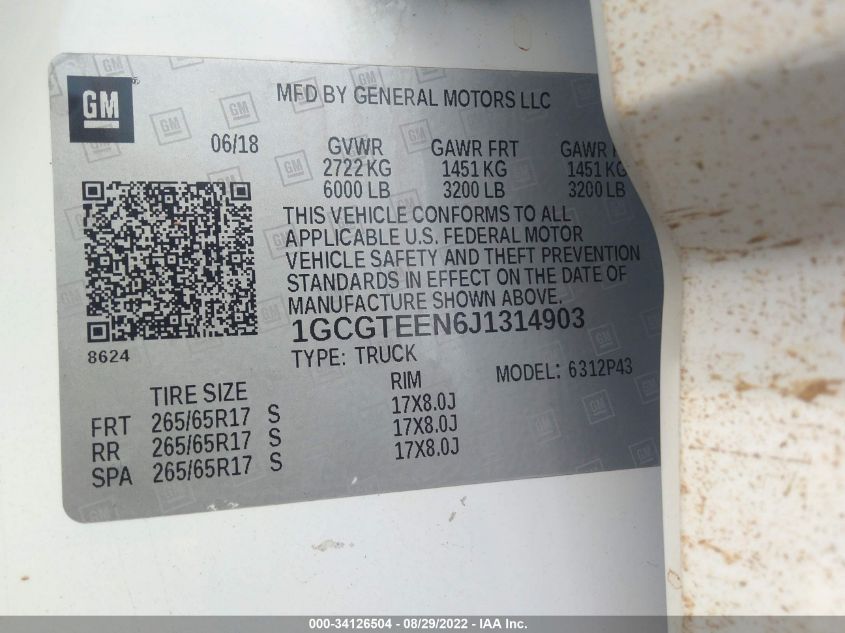 GM
MFD BY GENERAL MOTORS LLC
06/18 GVWR GAWR FRT GAWR
2722 KG 1451 KG 1451 KG
6000 LB 3200 LB 3200 LB
THIS VEHICLE CONFORMS TO ALL
APPLICABLE U.S. FEDERAL MOTOR
VEHICLE SAFETY AND THEFT PREVENTION
STANDARDS IN EFFECT ON THE DATE OF
MANUFACTURE SHOWN ABOVE.
1GCGTEEN6J1314903
8624
TYPE: TRUCK MODEL: 6312P43
TIRE SIZE RIM
FRT 265/65R17 S 17X8.0J
RR 265/65R17 S 17X8.0J
SPA 265/65R17 S 17X8.0J
000-34126504 - 08/29/2022 - IAA Inc.